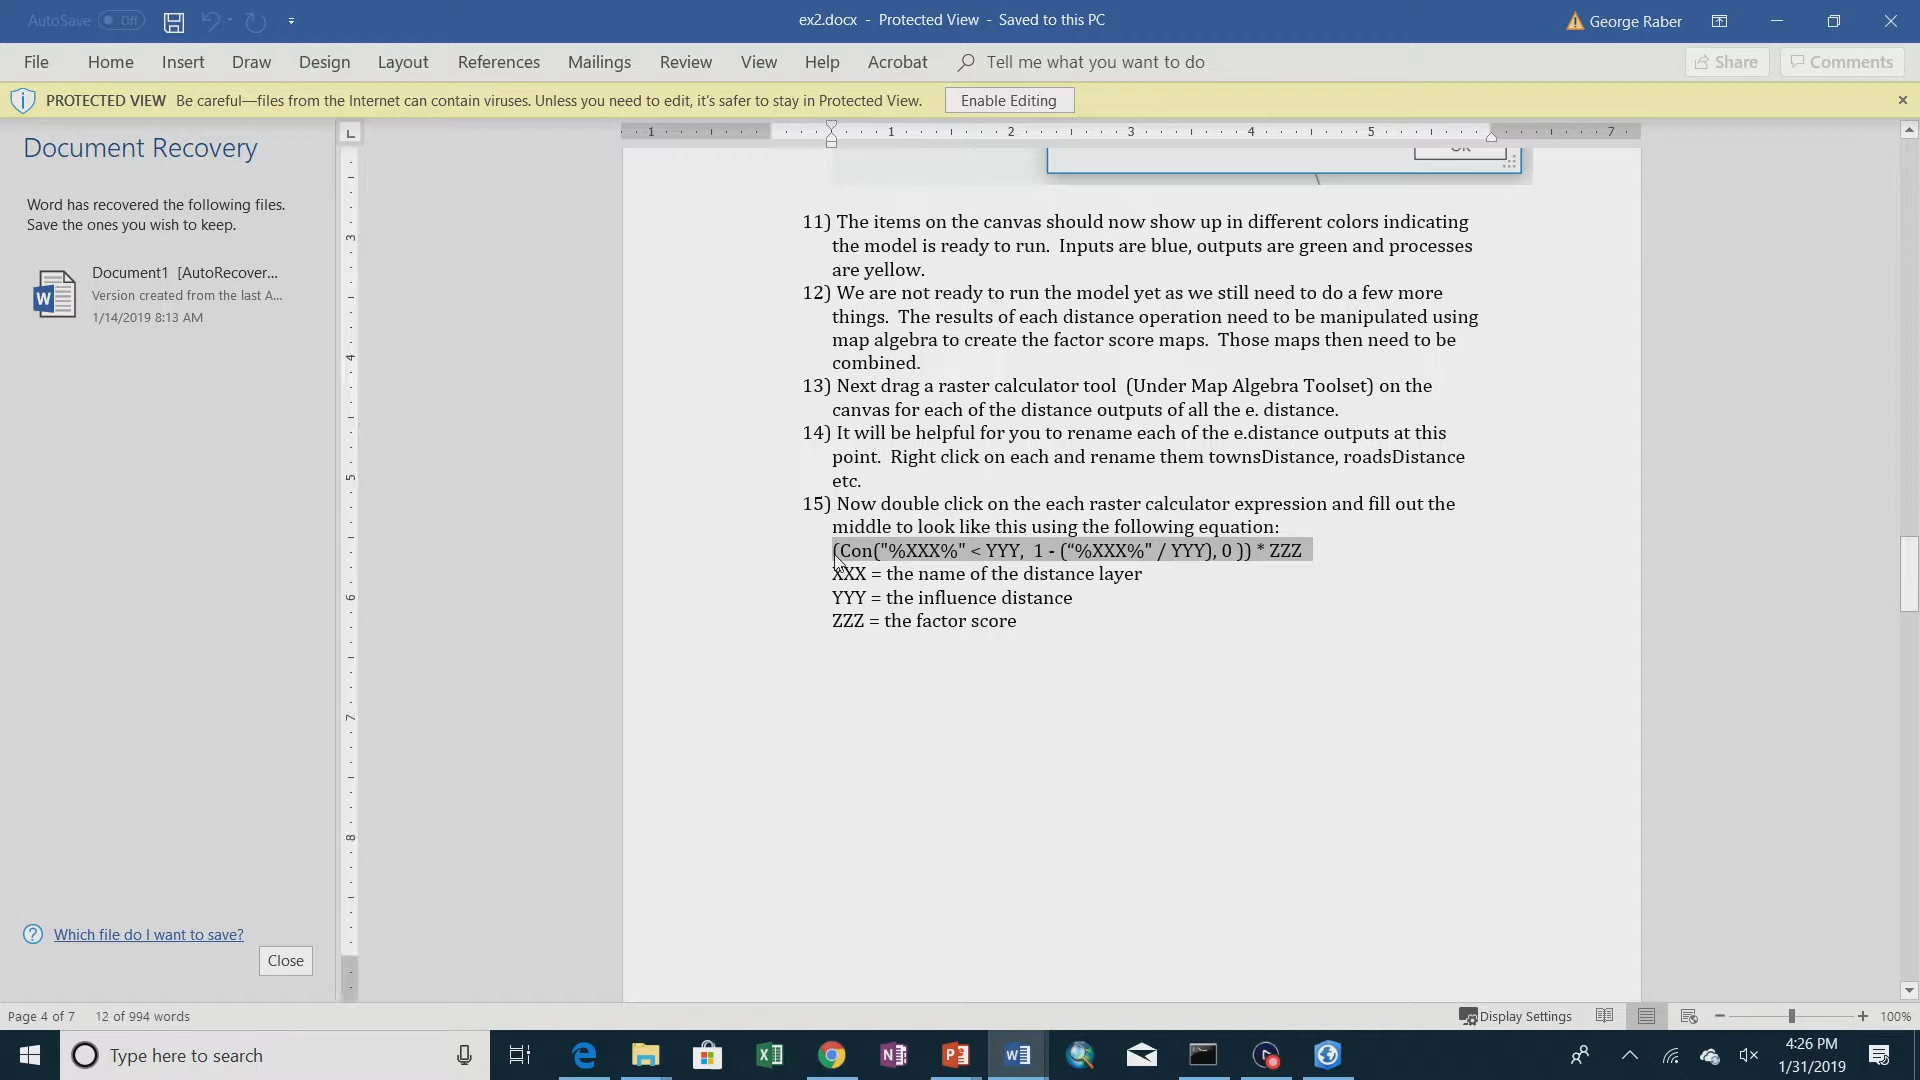 AutoSave Off
ex2.docx - Protected View - Saved to this PC
George Raber
File Home Insert Draw Design Layout References Mailings Review View Help Acrobat Tell me what you want to do
Share Comments
PROTECTED VIEW Be careful—files from the Internet can contain viruses. Unless you need to edit, it's safer to stay in Protected View. Enable Editing
L
1 1 2 3 4 5 7
Document Recovery
Word has recovered the following files.
Save the ones you wish to keep.
Document1 [AutoRecover...
Version created from the last A...
1/14/2019 8:13 AM
OK
3
4
5
6
7
8
11) The items on the canvas should now show up in different colors indicating
the model is ready to run. Inputs are blue, outputs are green and processes
are yellow.
12) We are not ready to run the model yet as we still need to do a few more
things. The results of each distance operation need to be manipulated using
map algebra to create the factor score maps. Those maps then need to be
combined.
13) Next drag a raster calculator tool (Under Map Algebra Toolset) on the
canvas for each of the distance outputs of all the e. distance.
14) It will be helpful for you to rename each of the e.distance outputs at this
point. Right click on each and rename them townsDistance, roadsDistance
etc.
15) Now double click on the each raster calculator expression and fill out the
middle to look like this using the following equation:
(Con("%XXX%" < YYY, 1 - (“%XXX%" / YYY), 0 )) * ZZZ
XXX = the name of the distance layer
YYY = the influence distance
ZZZ = the factor score
Which file do I want to save?
Close
Page 4 of 7 12 of 994 words
Display Settings
100%
Type here to search
4:26 PM
1/31/2019